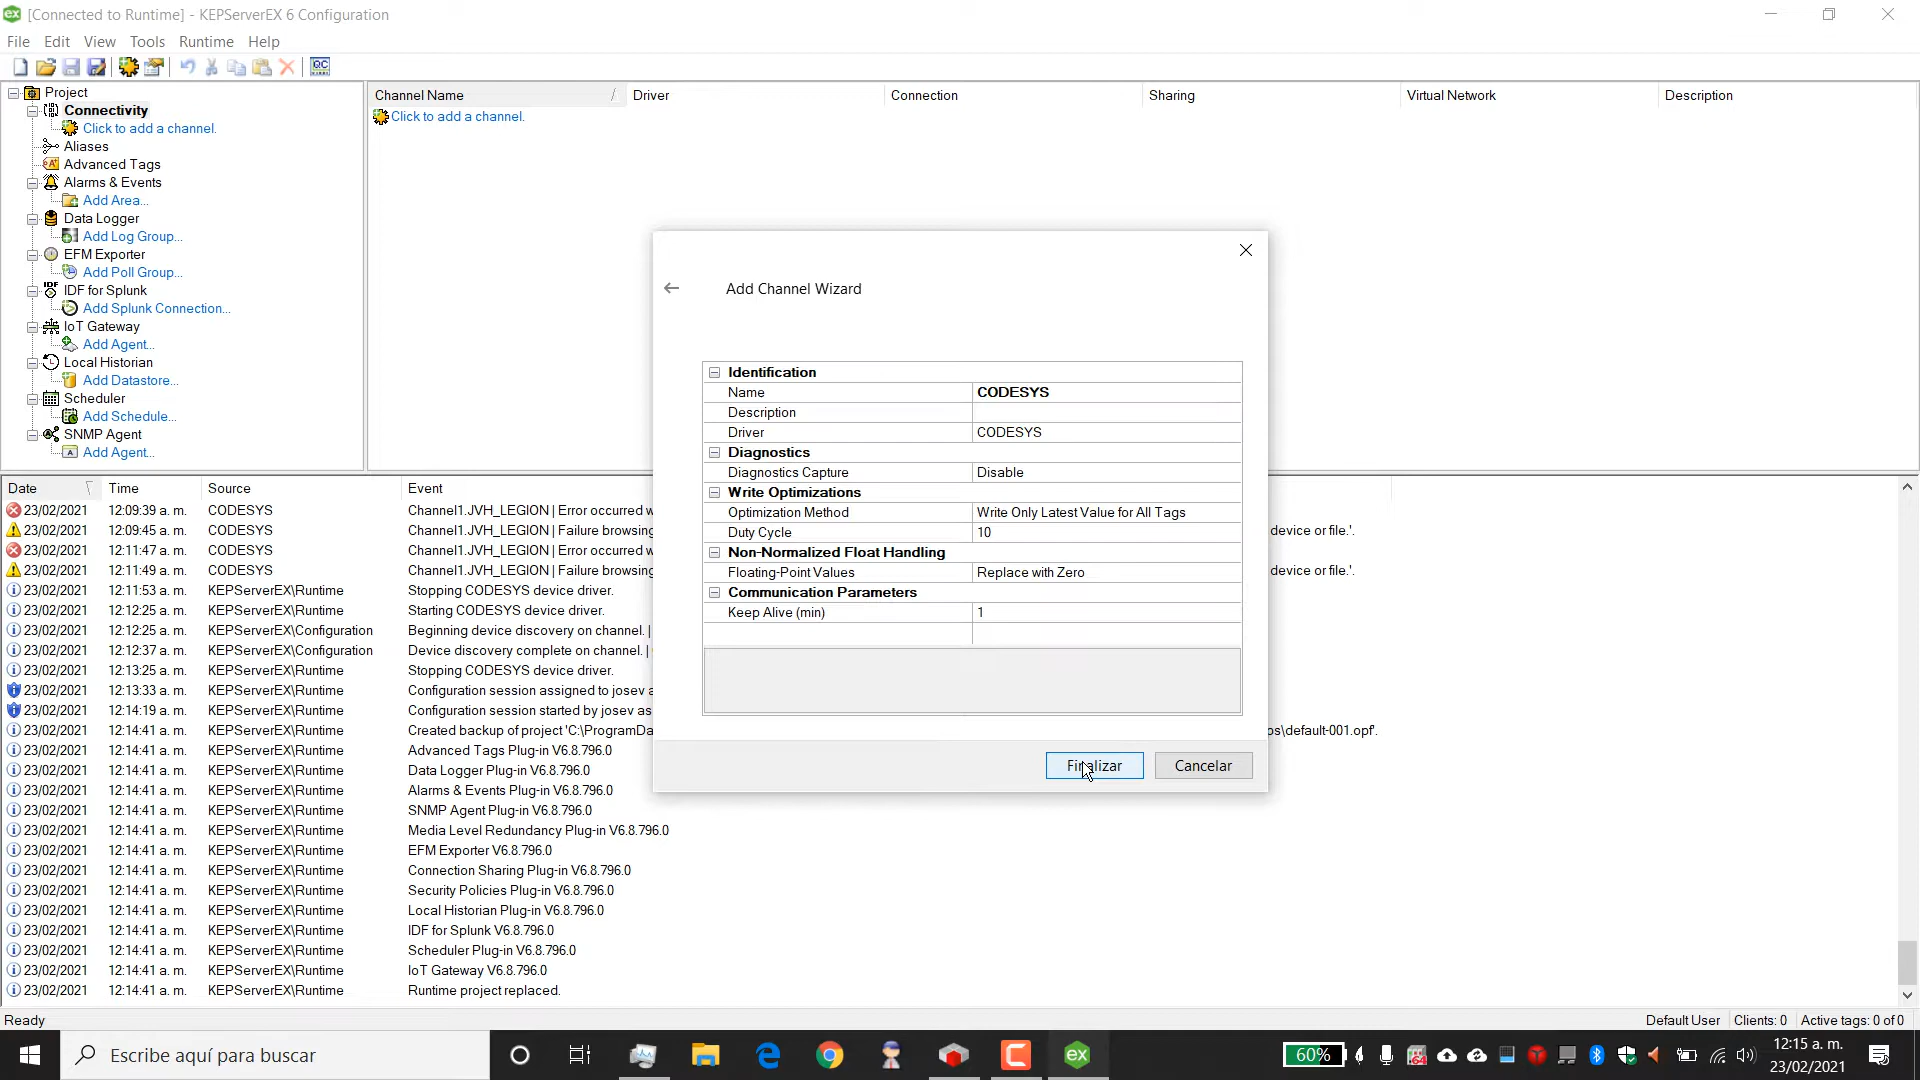 [Connected to Runtime] - KEPServerEX 6 Configuration
File Edit View Tools Runtime Help
Project
Connectivity
Click to add a channel.
Aliases
Advanced Tags
Alarms & Events
Add Area...
Data Logger
Add Log Group...
EFM Exporter
Add Poll Group...
IDF for Splunk
Add Splunk Connection...
IoT Gateway
Add Agent...
Local Historian
Add Datastore...
Scheduler
Add Schedule...
SNMP Agent
Add Agent...
Channel Name Driver Connection Sharing Virtual Network Description
Click to add a channel.
Add Channel Wizard
Identification
Name CODESYS
Description
Driver CODESYS
Diagnostics
Diagnostics Capture Disable
Write Optimizations
Optimization Method Write Only Latest Value for All Tags
Duty Cycle 10
Non-Normalized Float Handling
Floating-Point Values Replace with Zero
Communication Parameters
Keep Alive (min) 1
Finalizar Cancelar
Date Time Source Event
23/02/2021 12:09:39 a. m. CODESYS Channel1.JVH_LEGION | Error occurred w
23/02/2021 12:09:45 a. m. CODESYS Channel1.JVH_LEGION | Failure browsing device or file.'.
23/02/2021 12:11:47 a. m. CODESYS Channel1.JVH_LEGION | Error occurred w
23/02/2021 12:11:49 a. m. CODESYS Channel1.JVH_LEGION | Failure browsing device or file.'.
23/02/2021 12:11:53 a. m. KEPServerEX\Runtime Stopping CODESYS device driver.
23/02/2021 12:12:25 a. m. KEPServerEX\Runtime Starting CODESYS device driver.
23/02/2021 12:12:25 a. m. KEPServerEX\Configuration Beginning device discovery on channel. |
23/02/2021 12:12:37 a. m. KEPServerEX\Configuration Device discovery complete on channel. |
23/02/2021 12:13:25 a. m. KEPServerEX\Runtime Stopping CODESYS device driver.
23/02/2021 12:13:33 a. m. KEPServerEX\Runtime Configuration session assigned to josev a
23/02/2021 12:14:19 a. m. KEPServerEX\Runtime Configuration session started by josev as
23/02/2021 12:14:41 a. m. KEPServerEX\Runtime Created backup of project 'C:\ProgramDa os\default-001.opf'.
23/02/2021 12:14:41 a. m. KEPServerEX\Runtime Advanced Tags Plug-in V6.8.796.0
23/02/2021 12:14:41 a. m. KEPServerEX\Runtime Data Logger Plug-in V6.8.796.0
23/02/2021 12:14:41 a. m. KEPServerEX\Runtime Alarms & Events Plug-in V6.8.796.0
23/02/2021 12:14:41 a. m. KEPServerEX\Runtime SNMP Agent Plug-in V6.8.796.0
23/02/2021 12:14:41 a. m. KEPServerEX\Runtime Media Level Redundancy Plug-in V6.8.796.0
23/02/2021 12:14:41 a. m. KEPServerEX\Runtime EFM Exporter V6.8.796.0
23/02/2021 12:14:41 a. m. KEPServerEX\Runtime Connection Sharing Plug-in V6.8.796.0
23/02/2021 12:14:41 a. m. KEPServerEX\Runtime Security Policies Plug-in V6.8.796.0
23/02/2021 12:14:41 a. m. KEPServerEX\Runtime Local Historian Plug-in V6.8.796.0
23/02/2021 12:14:41 a. m. KEPServerEX\Runtime IDF for Splunk V6.8.796.0
23/02/2021 12:14:41 a. m. KEPServerEX\Runtime Scheduler Plug-in V6.8.796.0
23/02/2021 12:14:41 a. m. KEPServerEX\Runtime IoT Gateway V6.8.796.0
23/02/2021 12:14:41 a. m. KEPServerEX\Runtime Runtime project replaced.
Ready Default User Clients: 0 Active tags: 0 of 0
Escribe aquí para buscar 60% 12:15 a. m.
23/02/2021